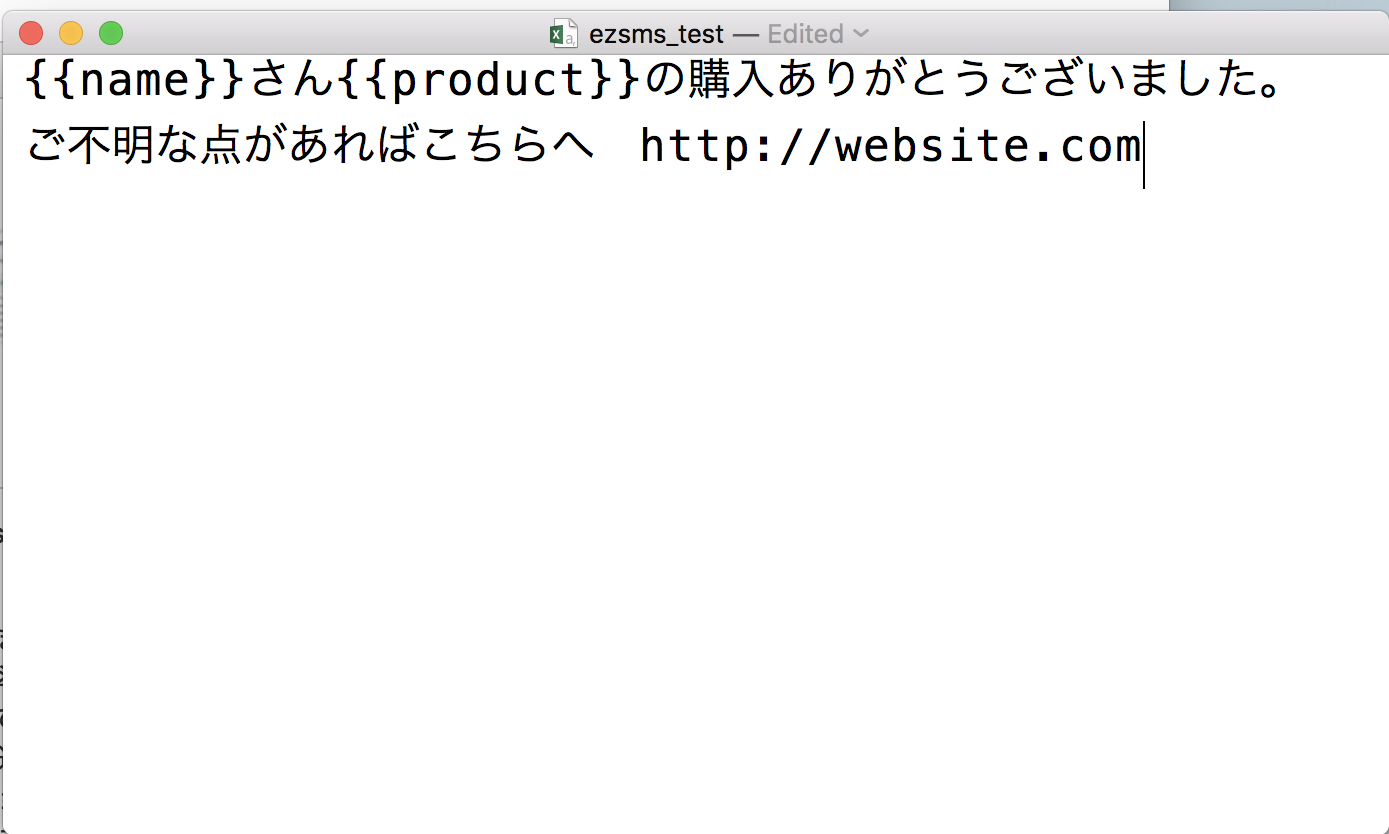 ezsms_test — Edited
{{name}}さん{{product}}の購入ありがとうございました。
ご不明な点があればこちらへ　http://website.com